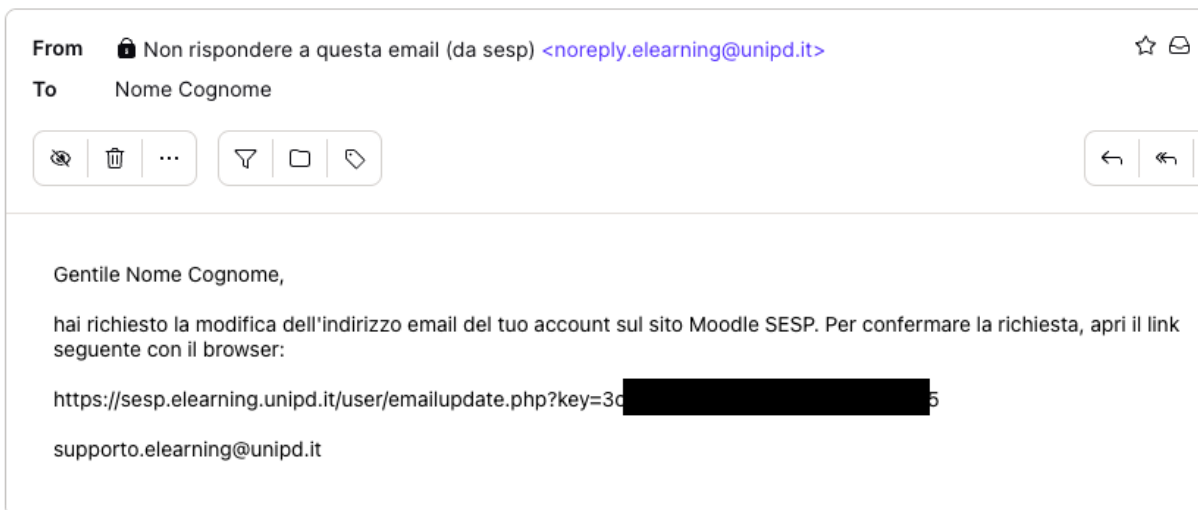 From Non rispondere a questa email (da sesp) <noreply.elearning@unipd.it>
To Nome Cognome
Gentile Nome Cognome,
hai richiesto la modifica dell'indirizzo email del tuo account sul sito Moodle SESP. Per confermare la richiesta, apri il link
seguente con il browser:
https://sesp.elearning.unipd.it/user/emailupdate.php?key=3 5
supporto.elearning@unipd.it